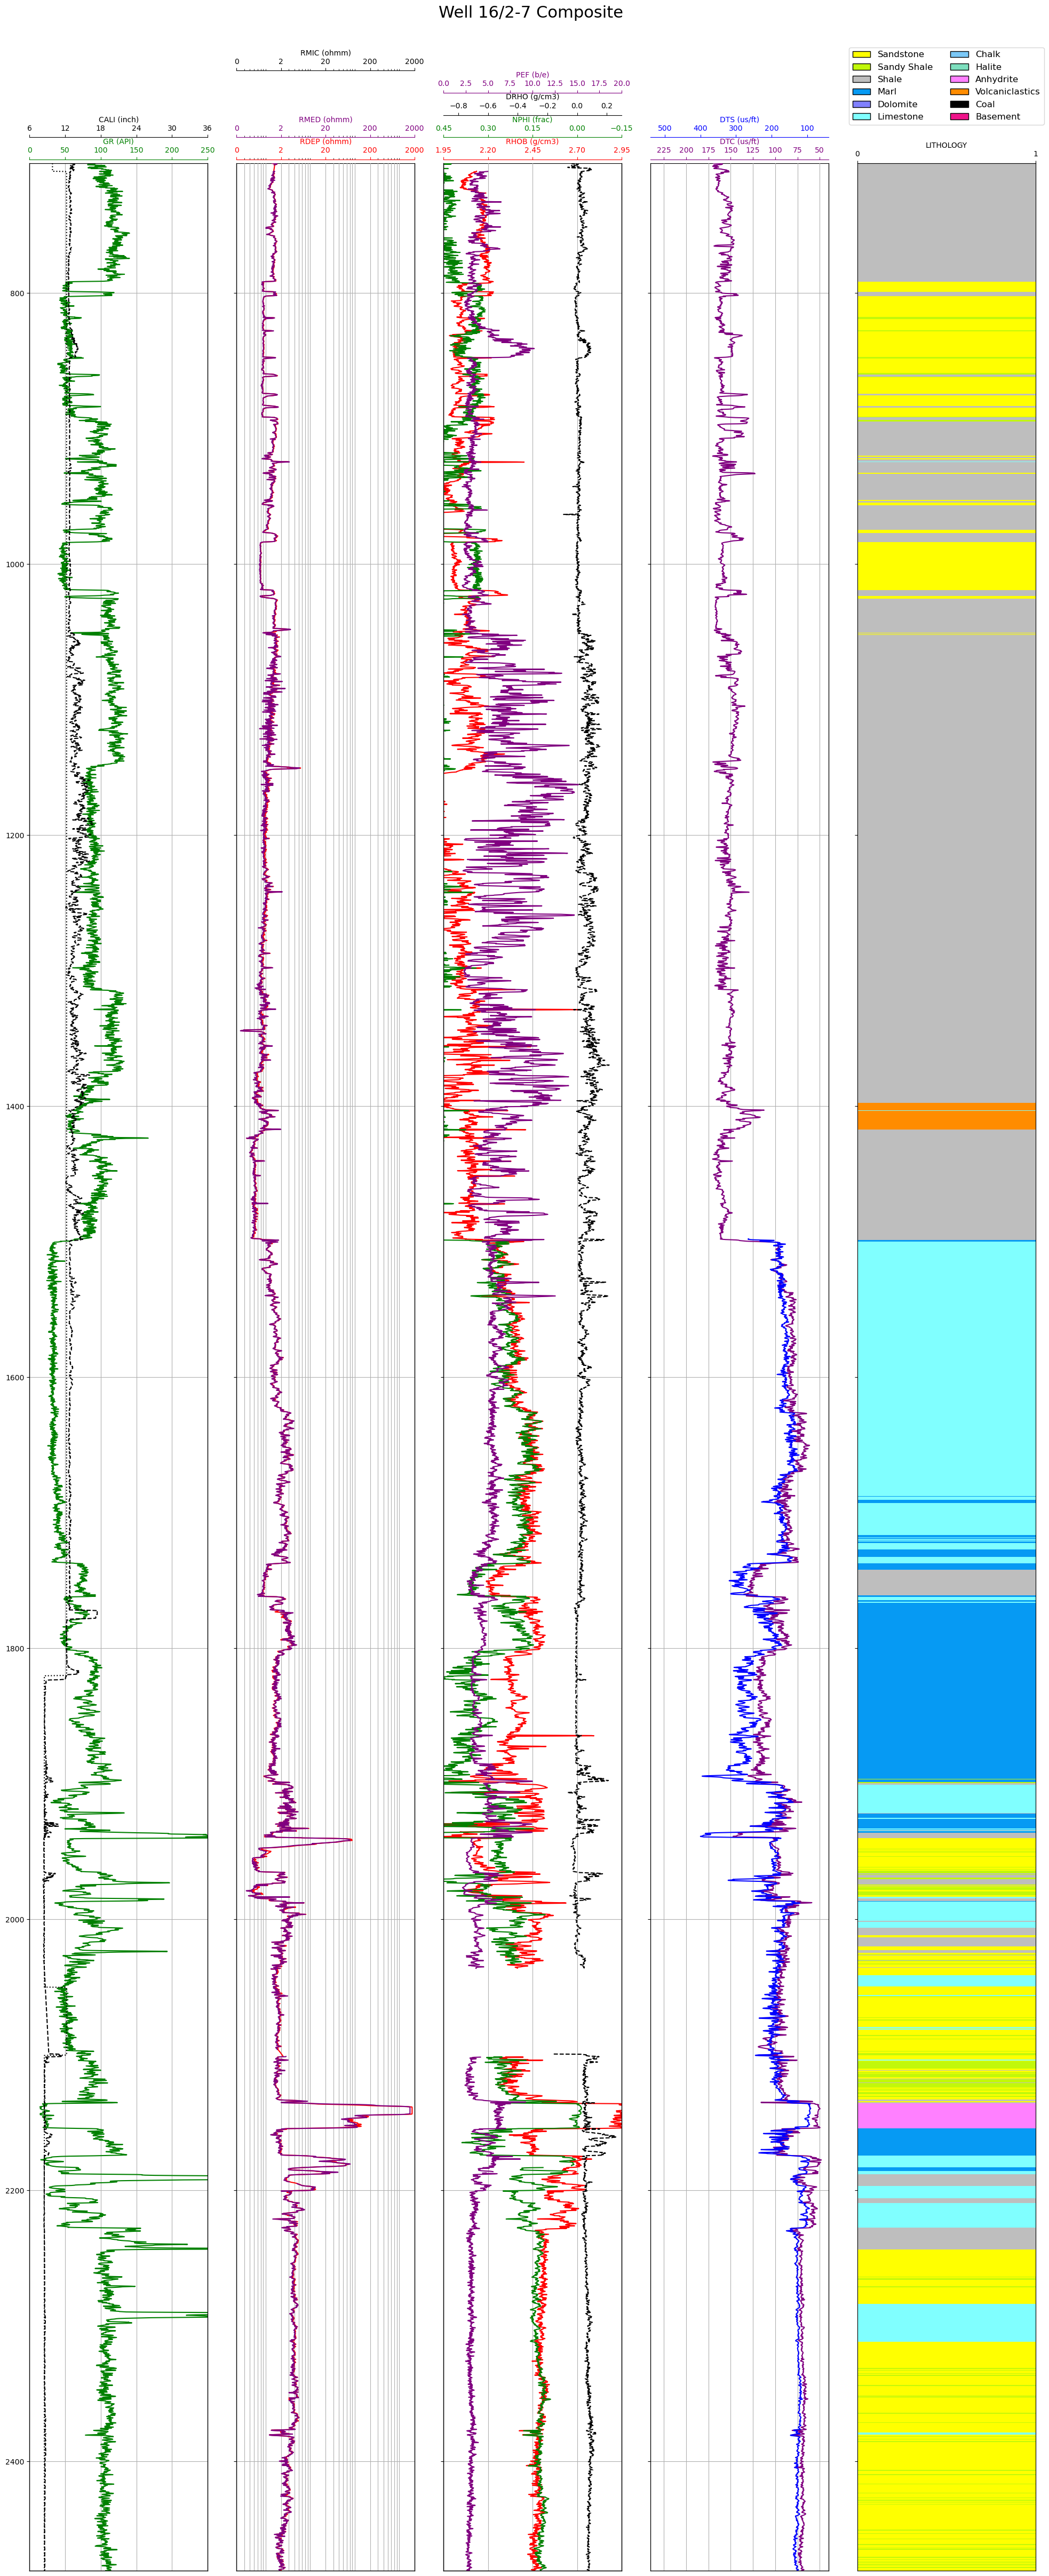 Well 16/2-7 Composite
Sandstone Chalk
Sandy Shale Halite
Shale Anhydrite
Marl Volcaniclastics
Dolomite Coal
Limestone Basement
RMIC (ohmm)
0 2 20 200 2000
PEF (b/e)
0.0 2.5 5.0 7.5 10.0 12.5 15.0 17.5 20.0
DRHO (g/cm3)
−0.8 −0.6 −0.4 −0.2 0.0 0.2
CALI (inch) RMED (ohmm) NPHI (frac) DTS (us/ft)
6 12 18 24 30 36 0 2 20 200 2000 0.45 0.30 0.15 0.00 −0.15 500 400 300 200 100
GR (API) RDEP (ohmm) RHOB (g/cm3) DTC (us/ft) LITHOLOGY
0 50 100 150 200 250 0 2 20 200 2000 1.95 2.20 2.45 2.70 2.95 225 200 175 150 125 100 75 50 0 1
800
1000
1200
1400
1600
1800
2000
2200
2400